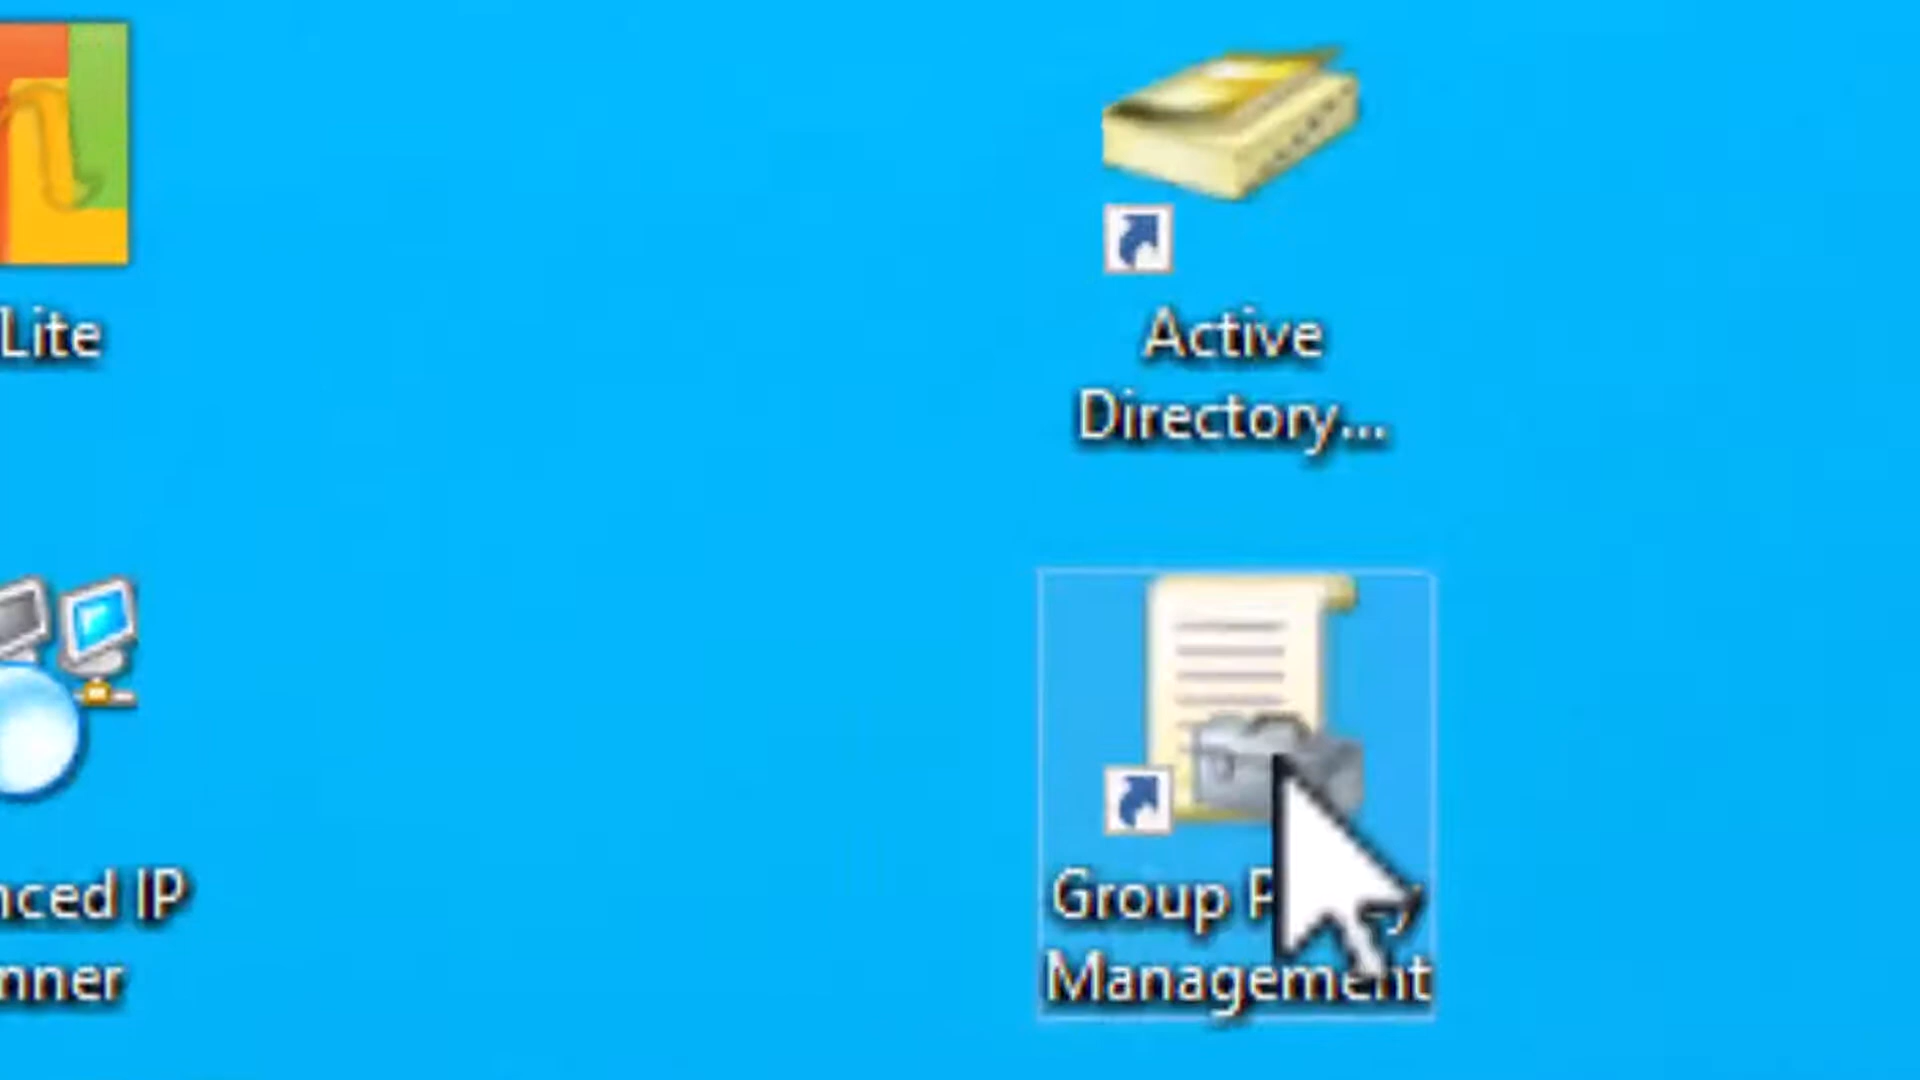 Lite
Active
Directory...
nced IP
nner
Group
Management